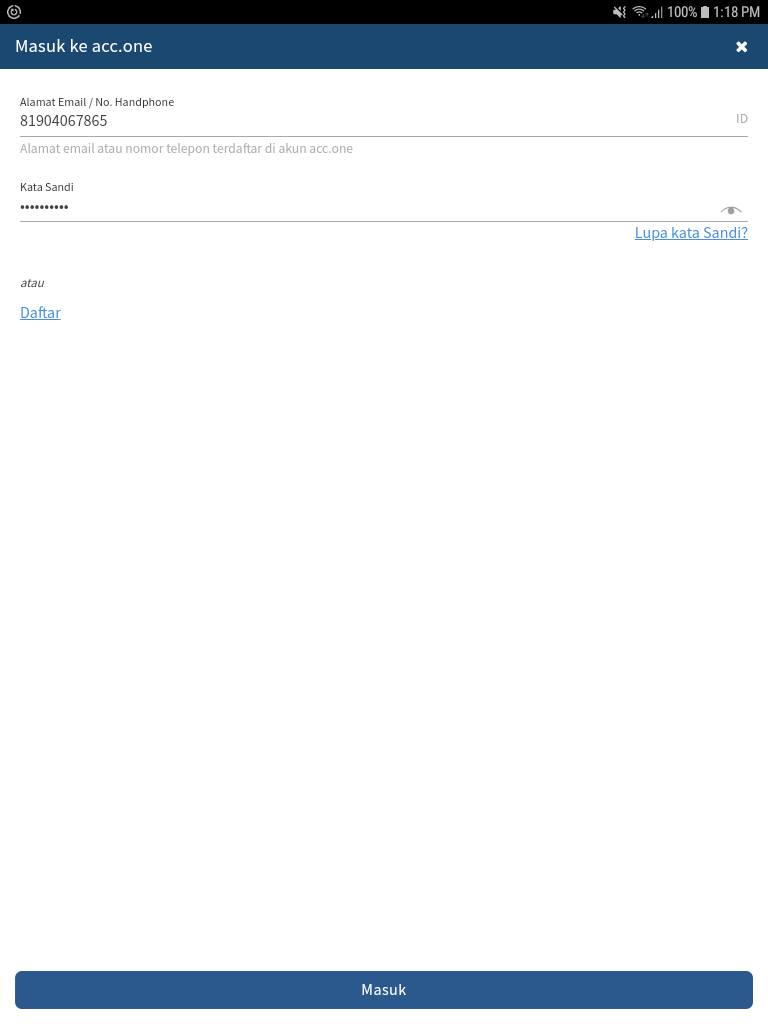 100% 1:18 PM
Masuk ke acc.one
Alamat Email / No. Handphone
81904067865
ID
Alamat email atau nomor telepon terdaftar di akun acc.one
Kata Sandi
••••••••••
Lupa kata Sandi?
atau
Daftar
Masuk